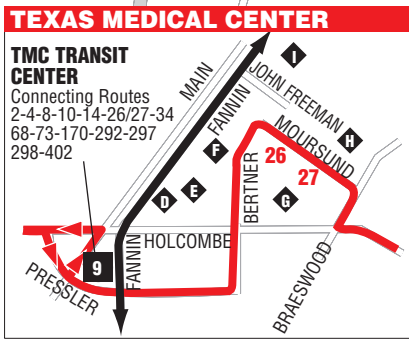 TEXAS MEDICAL CENTER
TMC TRANSIT
CENTER
Connecting Routes
2-4-8-10-14-26/27-34
68-73-170-292-297
298-402
MAIN
FANNIN
JOHN FREEMAN
I
H
MOURSUND
F
26
27
D
E
G
BERTNER
HOLCOMBE
9
FANNIN
PRESSLER
BRAESWOOD